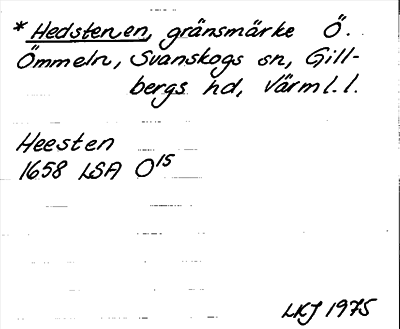 * Hedstenen, gränsmärke Ö.
Ömmeln, Svanskogs sn, Gill-
bergs hd, Värml. l.
Heesten
1658 LSA O15
LKJ 1975